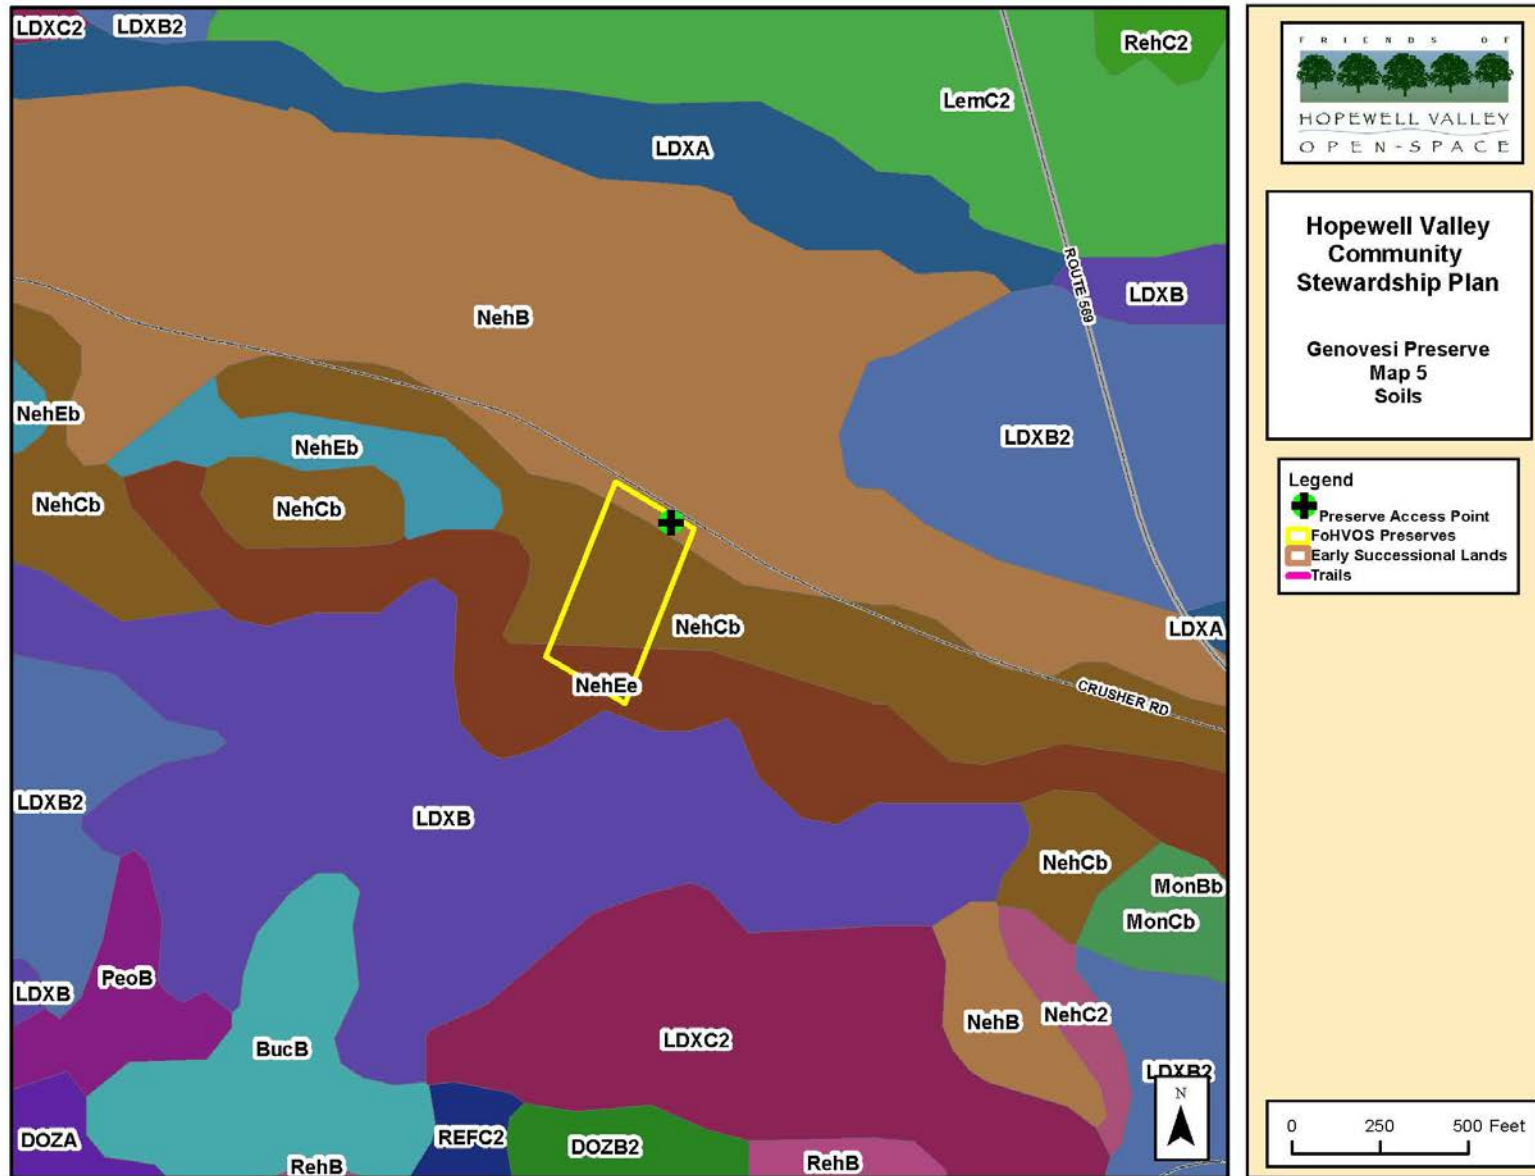 LDXC2
LDXB2
RehC2
LemC2
LDXA
ROUTE 569
LDXB
NehB
LDXB2
NehEb
NehEb
NehCb
NehCb
NehCb
LDXA
NehEe
CRUSHER RD
LDXB2
LDXB
NehCb
MonBb
MonCb
PeoB
LDXB
NehB
NehC2
LDXC2
BucB
LDXB2
DOZA
REFC2
DOZB2
RehB
RehB
N
FRIENDS OF
HOPEWELL VALLEY
OPEN-SPACE
Hopewell Valley
Community
Stewardship Plan
Genovesi Preserve
Map 5
Soils
Legend
Preserve Access Point
FoHVOS Preserves
Early Successional Lands
Trails
0 250 500 Feet